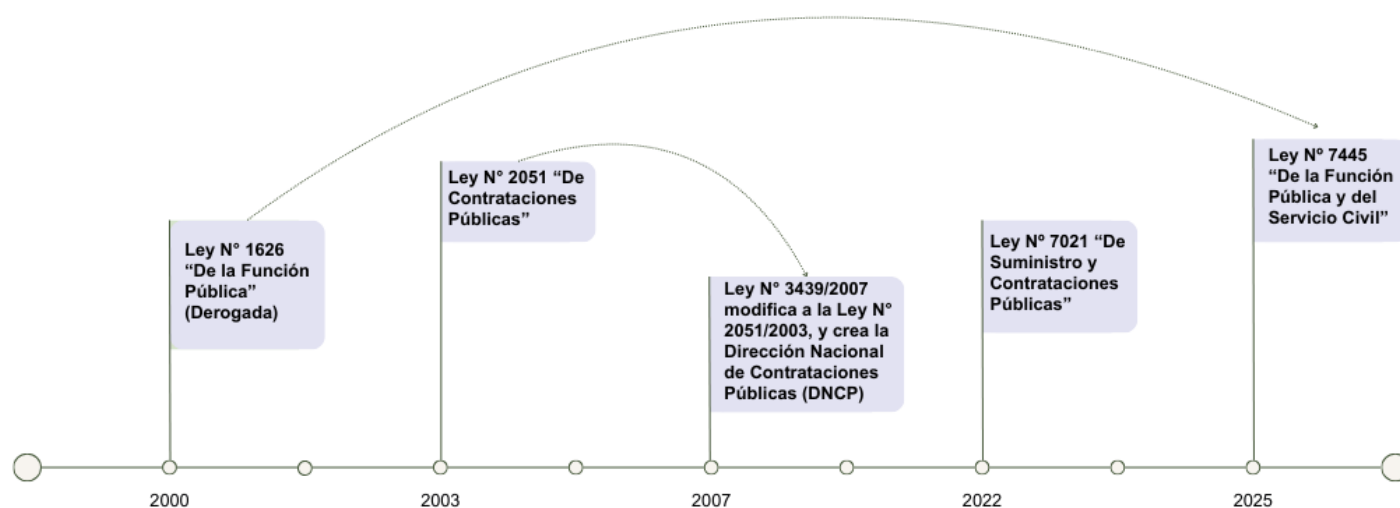 Ley N° 1626
“De la Función
Pública”
(Derogada)
Ley N° 2051 “De
Contrataciones
Públicas”
Ley N° 3439/2007
modifica a la Ley N°
2051/2003, y crea la
Dirección Nacional
de Contrataciones
Públicas (DNCP)
Ley Nº 7021 “De
Suministro y
Contrataciones
Públicas”
Ley Nº 7445
“De la Función
Pública y del
Servicio Civil”
2000
2003
2007
2022
2025